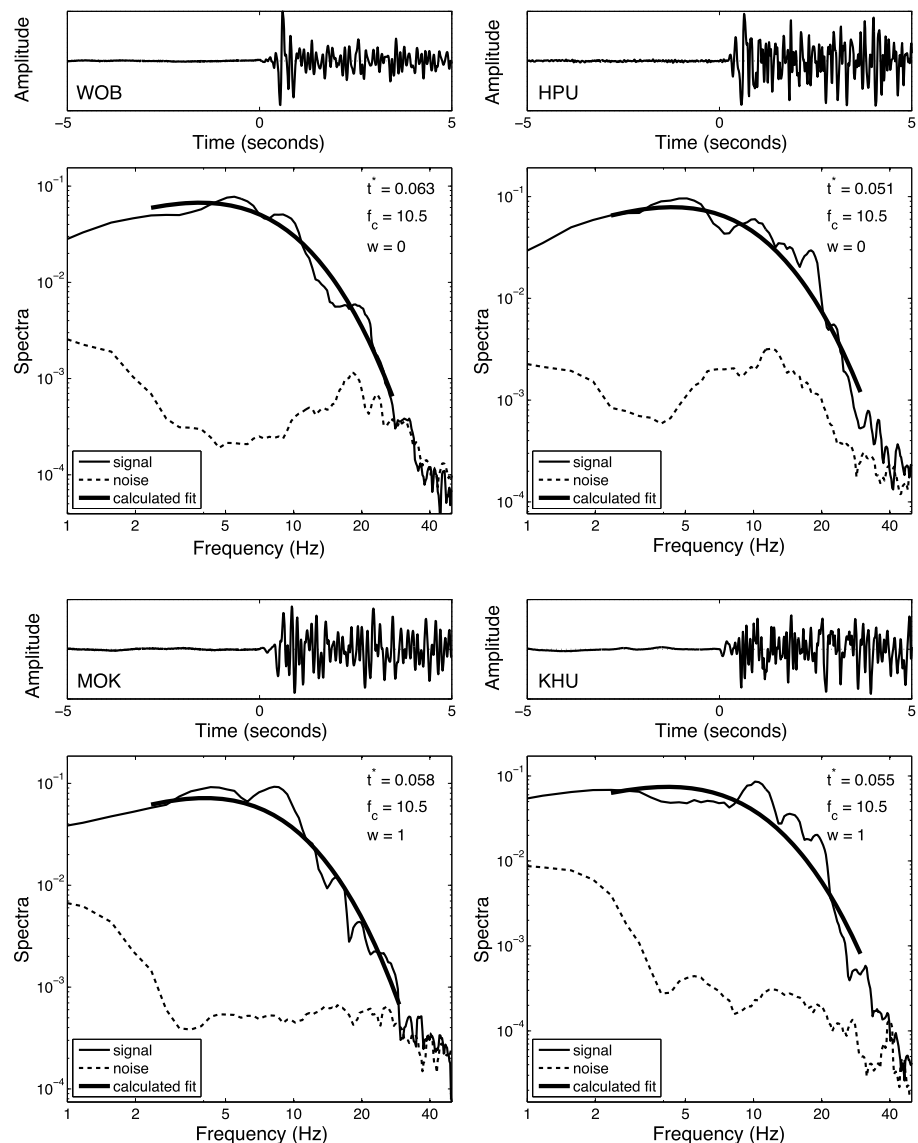 Amplitude
WOB
−5 0 5
Time (seconds)
Amplitude
HPU
−5 0 5
Time (seconds)
Spectra
10−1
10−2
10−3
10−4
t* = 0.063
fc = 10.5
w = 0
signal
noise
calculated fit
1 2 5 10 20 40
Frequency (Hz)
Spectra
10−1
10−2
10−3
10−4
t* = 0.051
fc = 10.5
w = 0
signal
noise
calculated fit
1 2 5 10 20 40
Frequency (Hz)
Amplitude
MOK
−5 0 5
Time (seconds)
Amplitude
KHU
−5 0 5
Time (seconds)
Spectra
10−1
10−2
10−3
10−4
t* = 0.058
fc = 10.5
w = 1
signal
noise
calculated fit
1 2 5 10 20 40
Frequency (Hz)
Spectra
10−1
10−2
10−3
10−4
t* = 0.055
fc = 10.5
w = 1
signal
noise
calculated fit
1 2 5 10 20 40
Frequency (Hz)